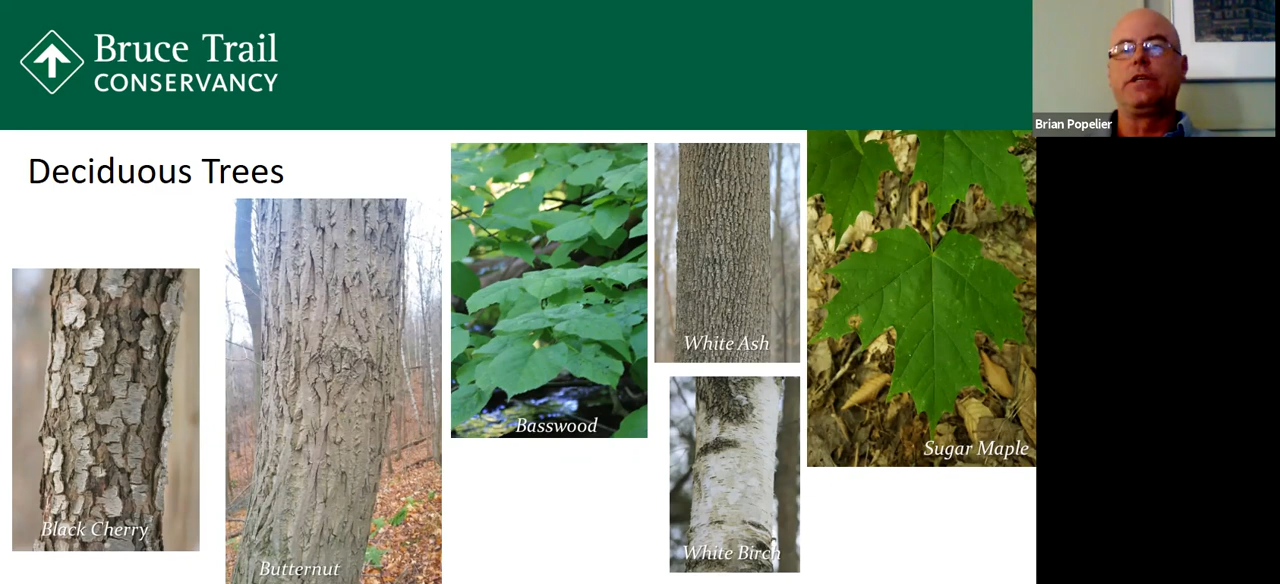 Bruce Trail
CONSERVANCY
Brian Popelier
Deciduous Trees
Black Cherry
Butternut
Basswood
White Ash
White Birch
Sugar Maple